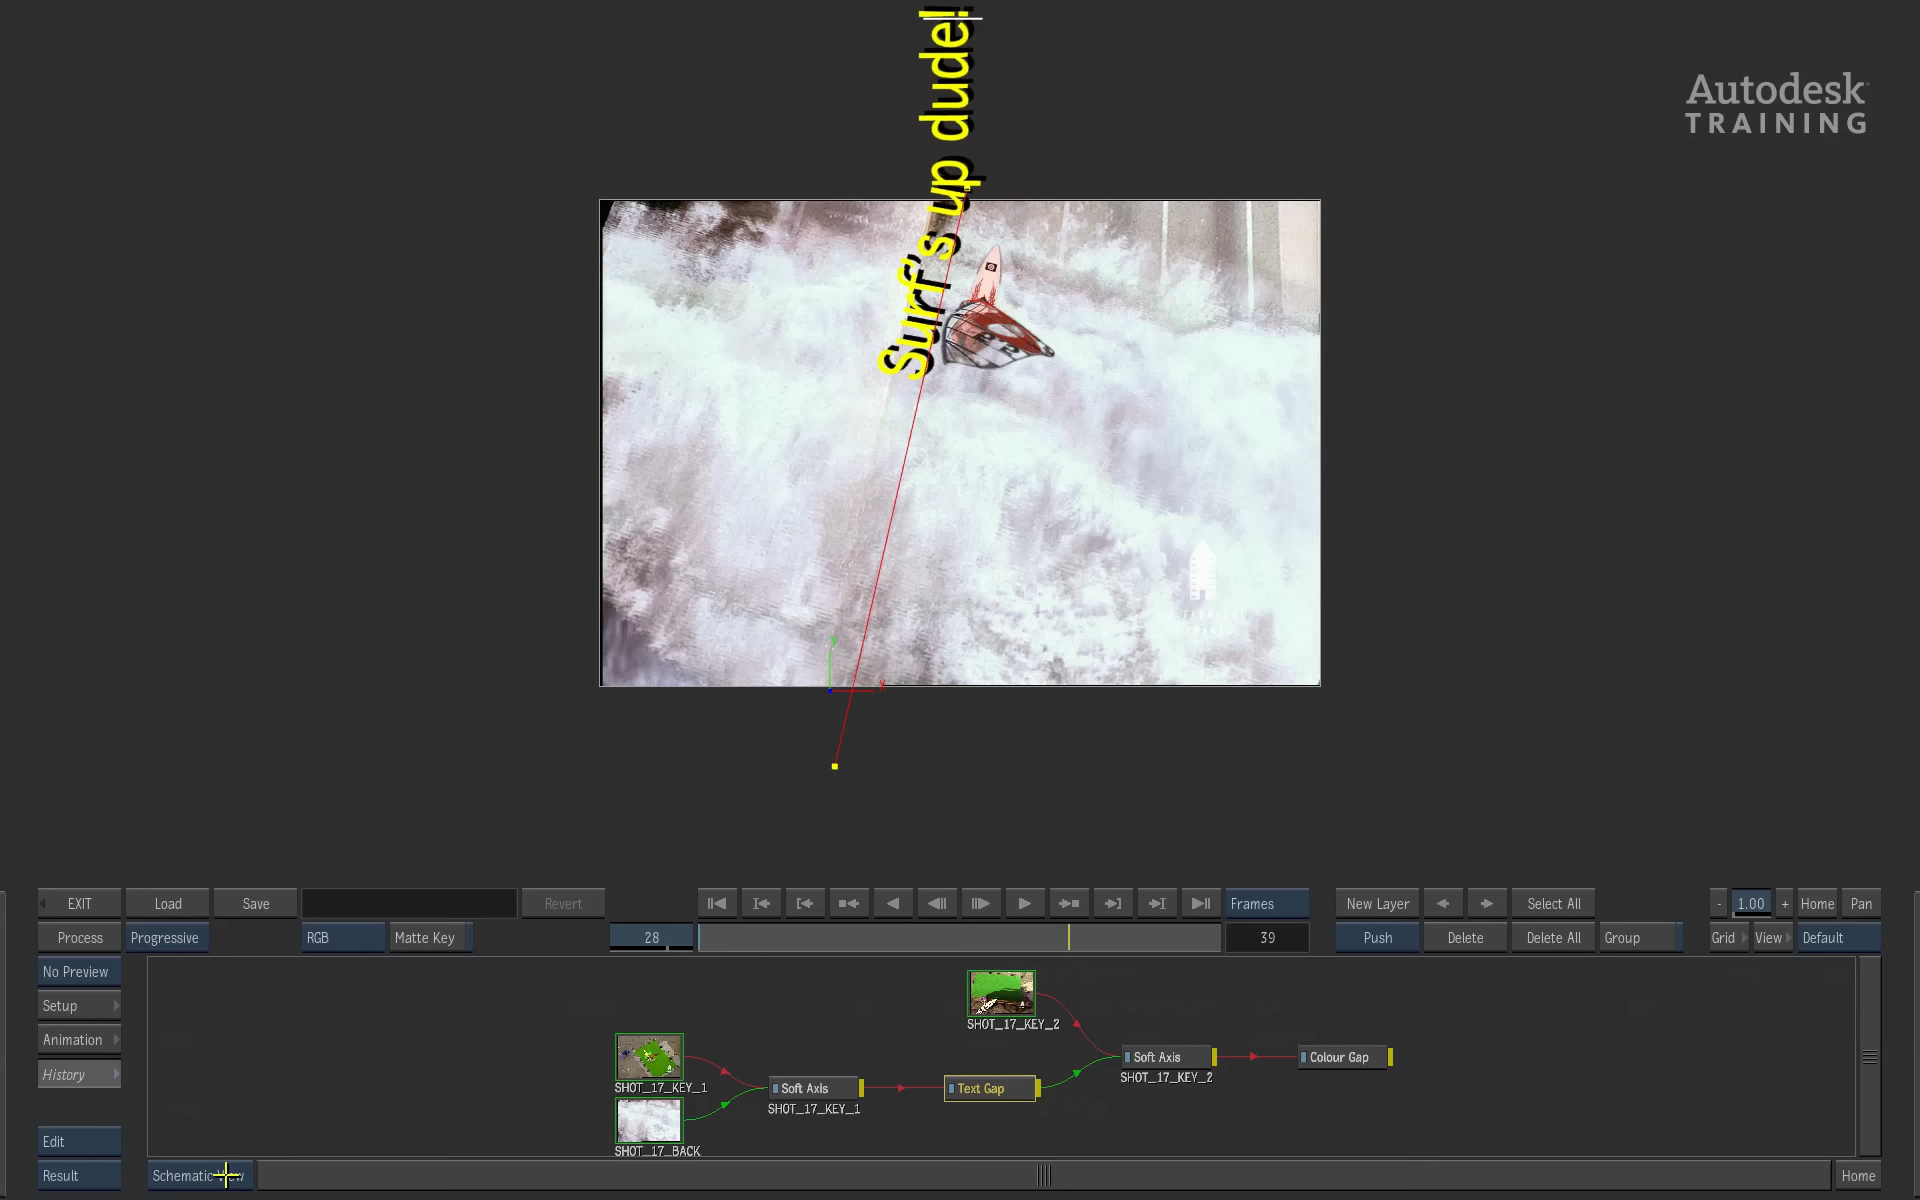 Surf's up dude!
Autodesk
TRAINING
y
x
EXIT Load Save Revert Frames New Layer Select All - 1.00 + Home Pan
Process Progressive RGB Matte Key 28 39 Push Delete Delete All Group Grid View Default
No Preview
Setup
Animation
History
Edit
Result
SHOT_17_KEY_2
Soft Axis
SHOT_17_KEY_2
Colour Gap
SHOT_17_KEY_1
Soft Axis
SHOT_17_KEY_1
Text Gap
SHOT_17_BACK
Schematic View Home